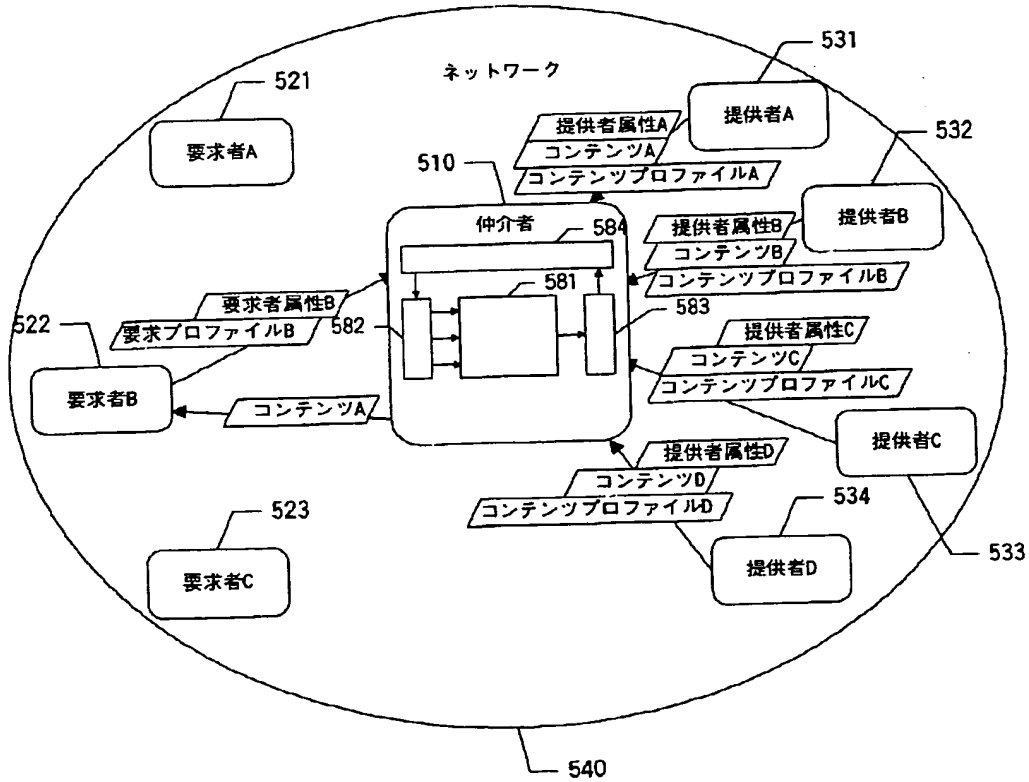 ネットワーク
521
要求者A
531
提供者A
提供者属性A
コンテンツA
コンテンツプロファイルA
532
提供者B
510
仲介者
584
提供者属性B
コンテンツB
コンテンツプロファイルB
581
582
583
要求者属性B
要求プロファイルB
522
要求者B
コンテンツA
提供者属性C
コンテンツC
コンテンツプロファイルC
提供者C
533
提供者属性D
コンテンツD
コンテンツプロファイルD
534
提供者D
523
要求者C
540